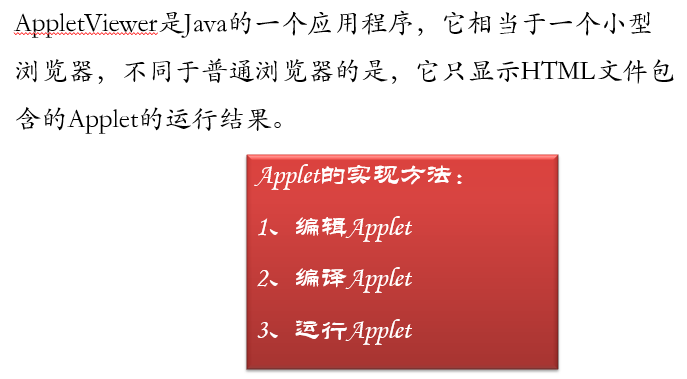 AppletViewer是Java的一个应用程序，它相当于一个小型
浏览器，不同于普通浏览器的是，它只显示HTML文件包
含的Applet的运行结果。
Applet的实现方法：
1、编辑Applet
2、编译Applet
3、运行Applet